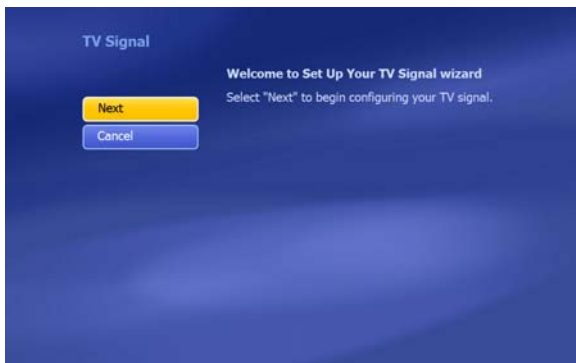 TV Signal
Welcome to Set Up Your TV Signal wizard
Select "Next" to begin configuring your TV signal.
Next
Cancel